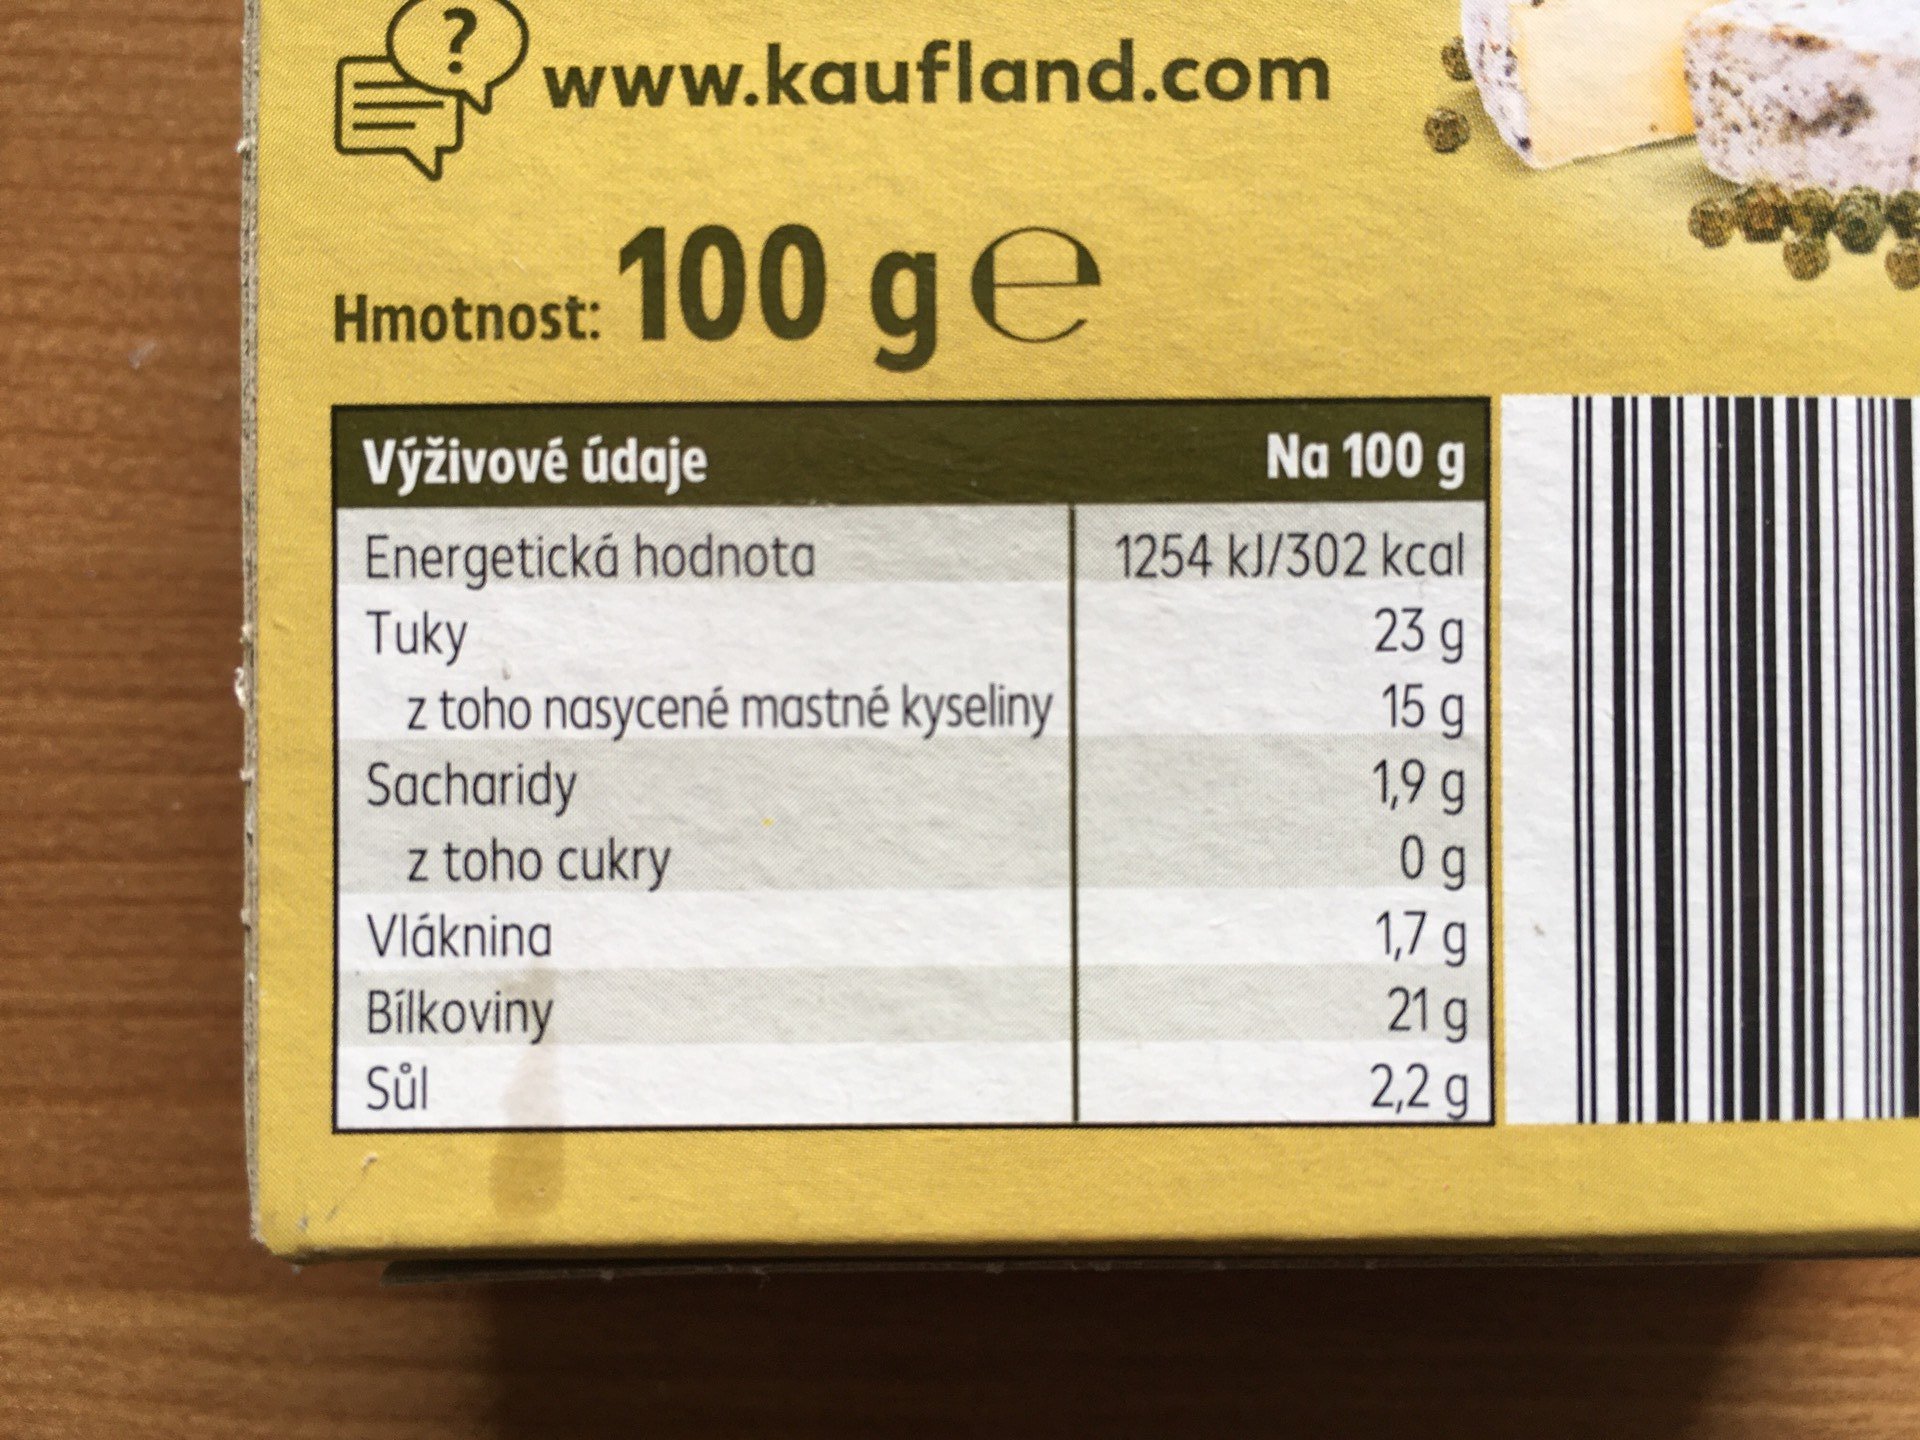 ?
www.kaufland.com
Hmotnost: 100 g ℮
Výživové údaje Na 100 g
Energetická hodnota 1254 kJ/302 kcal
Tuky 23 g
z toho nasycené mastné kyseliny 15 g
Sacharidy 1,9 g
z toho cukry 0 g
Vláknina 1,7 g
Bílkoviny 21 g
Sůl 2,2 g